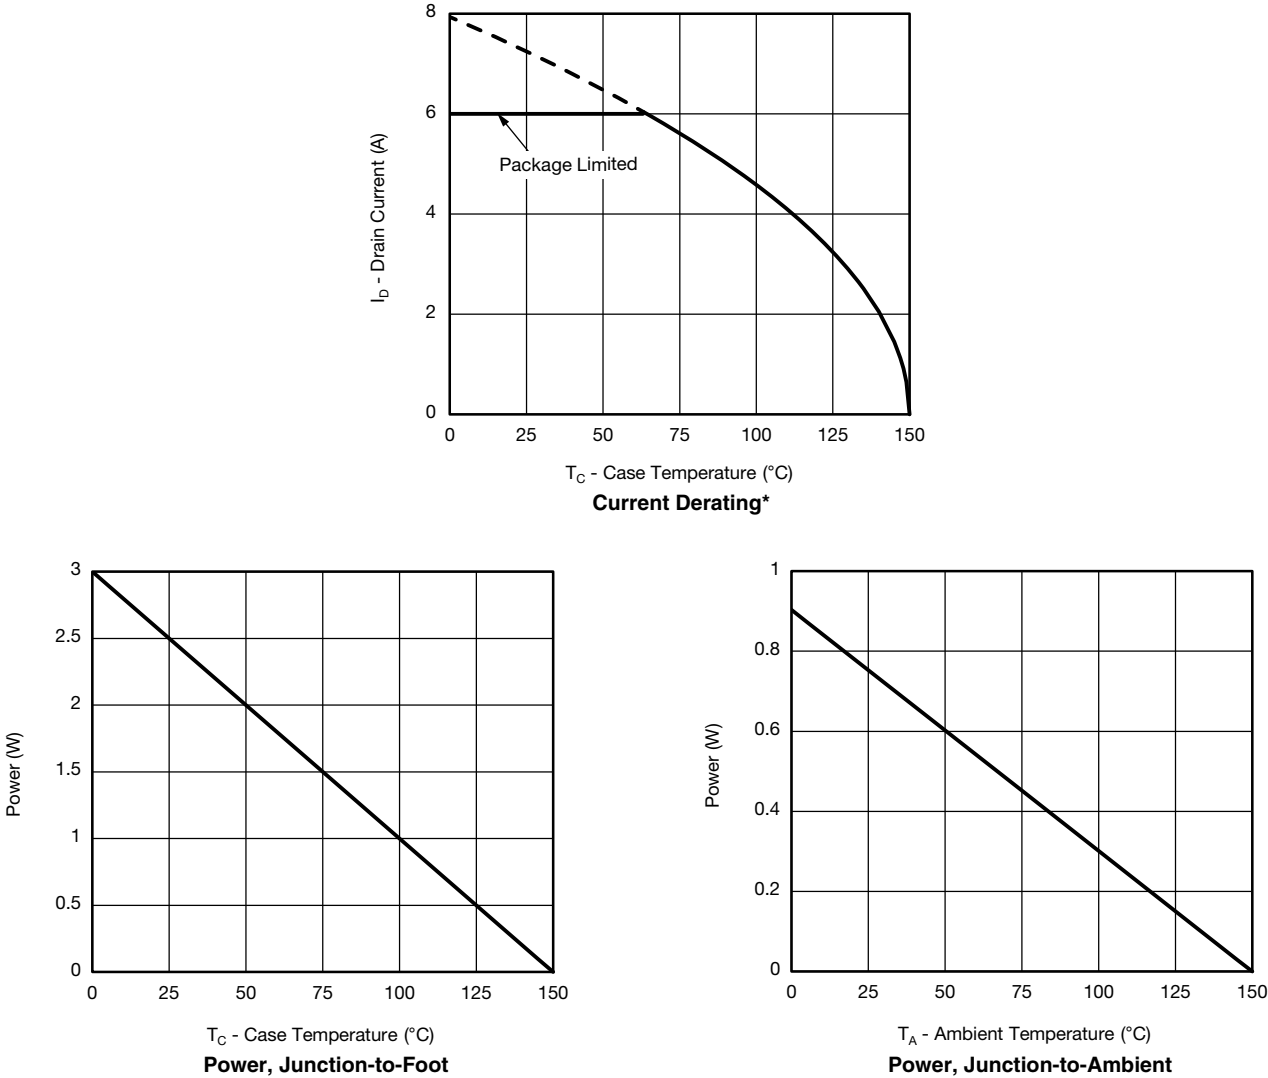 8
6
4
2
0
I_D - Drain Current (A)
Package Limited
0 25 50 75 100 125 150
T_C - Case Temperature (°C)
Current Derating*
3
2.5
2
1.5
1
0.5
0
Power (W)
0 25 50 75 100 125 150
T_C - Case Temperature (°C)
Power, Junction-to-Foot
1
0.8
0.6
0.4
0.2
0
Power (W)
0 25 50 75 100 125 150
T_A - Ambient Temperature (°C)
Power, Junction-to-Ambient